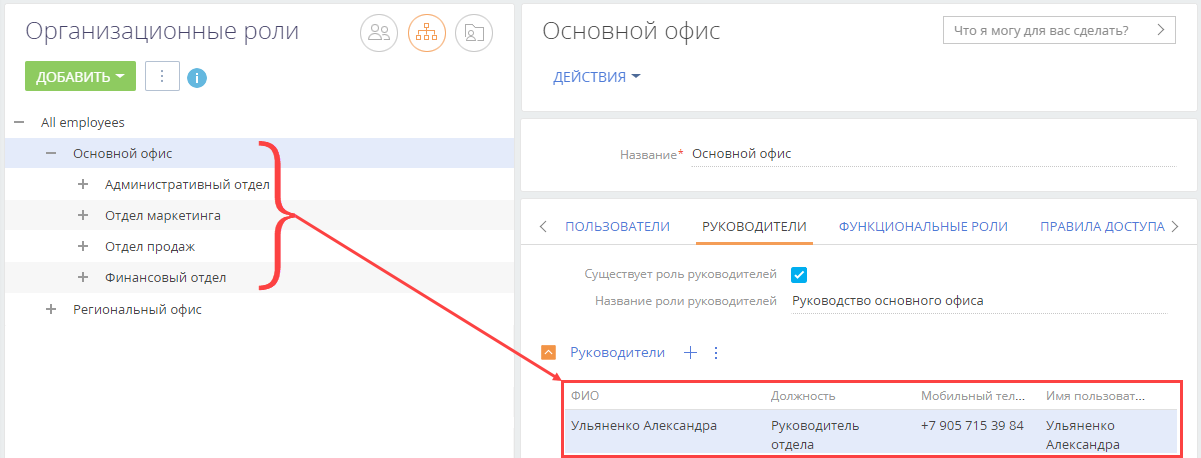 Организационные роли
ДОБАВИТЬ
All employees
Основной офис
Административный отдел
Отдел маркетинга
Отдел продаж
Финансовый отдел
Региональный офис
Основной офис
Что я могу для вас сделать?
ДЕЙСТВИЯ
Название* Основной офис
ПОЛЬЗОВАТЕЛИ РУКОВОДИТЕЛИ ФУНКЦИОНАЛЬНЫЕ РОЛИ ПРАВИЛА ДОСТУПА
Существует роль руководителей
Название роли руководителей Руководство основного офиса
Руководители
ФИО Должность Мобильный тел... Имя пользоват...
Ульяненко Александра Руководитель +7 905 715 39 84 Ульяненко
отдела Александра